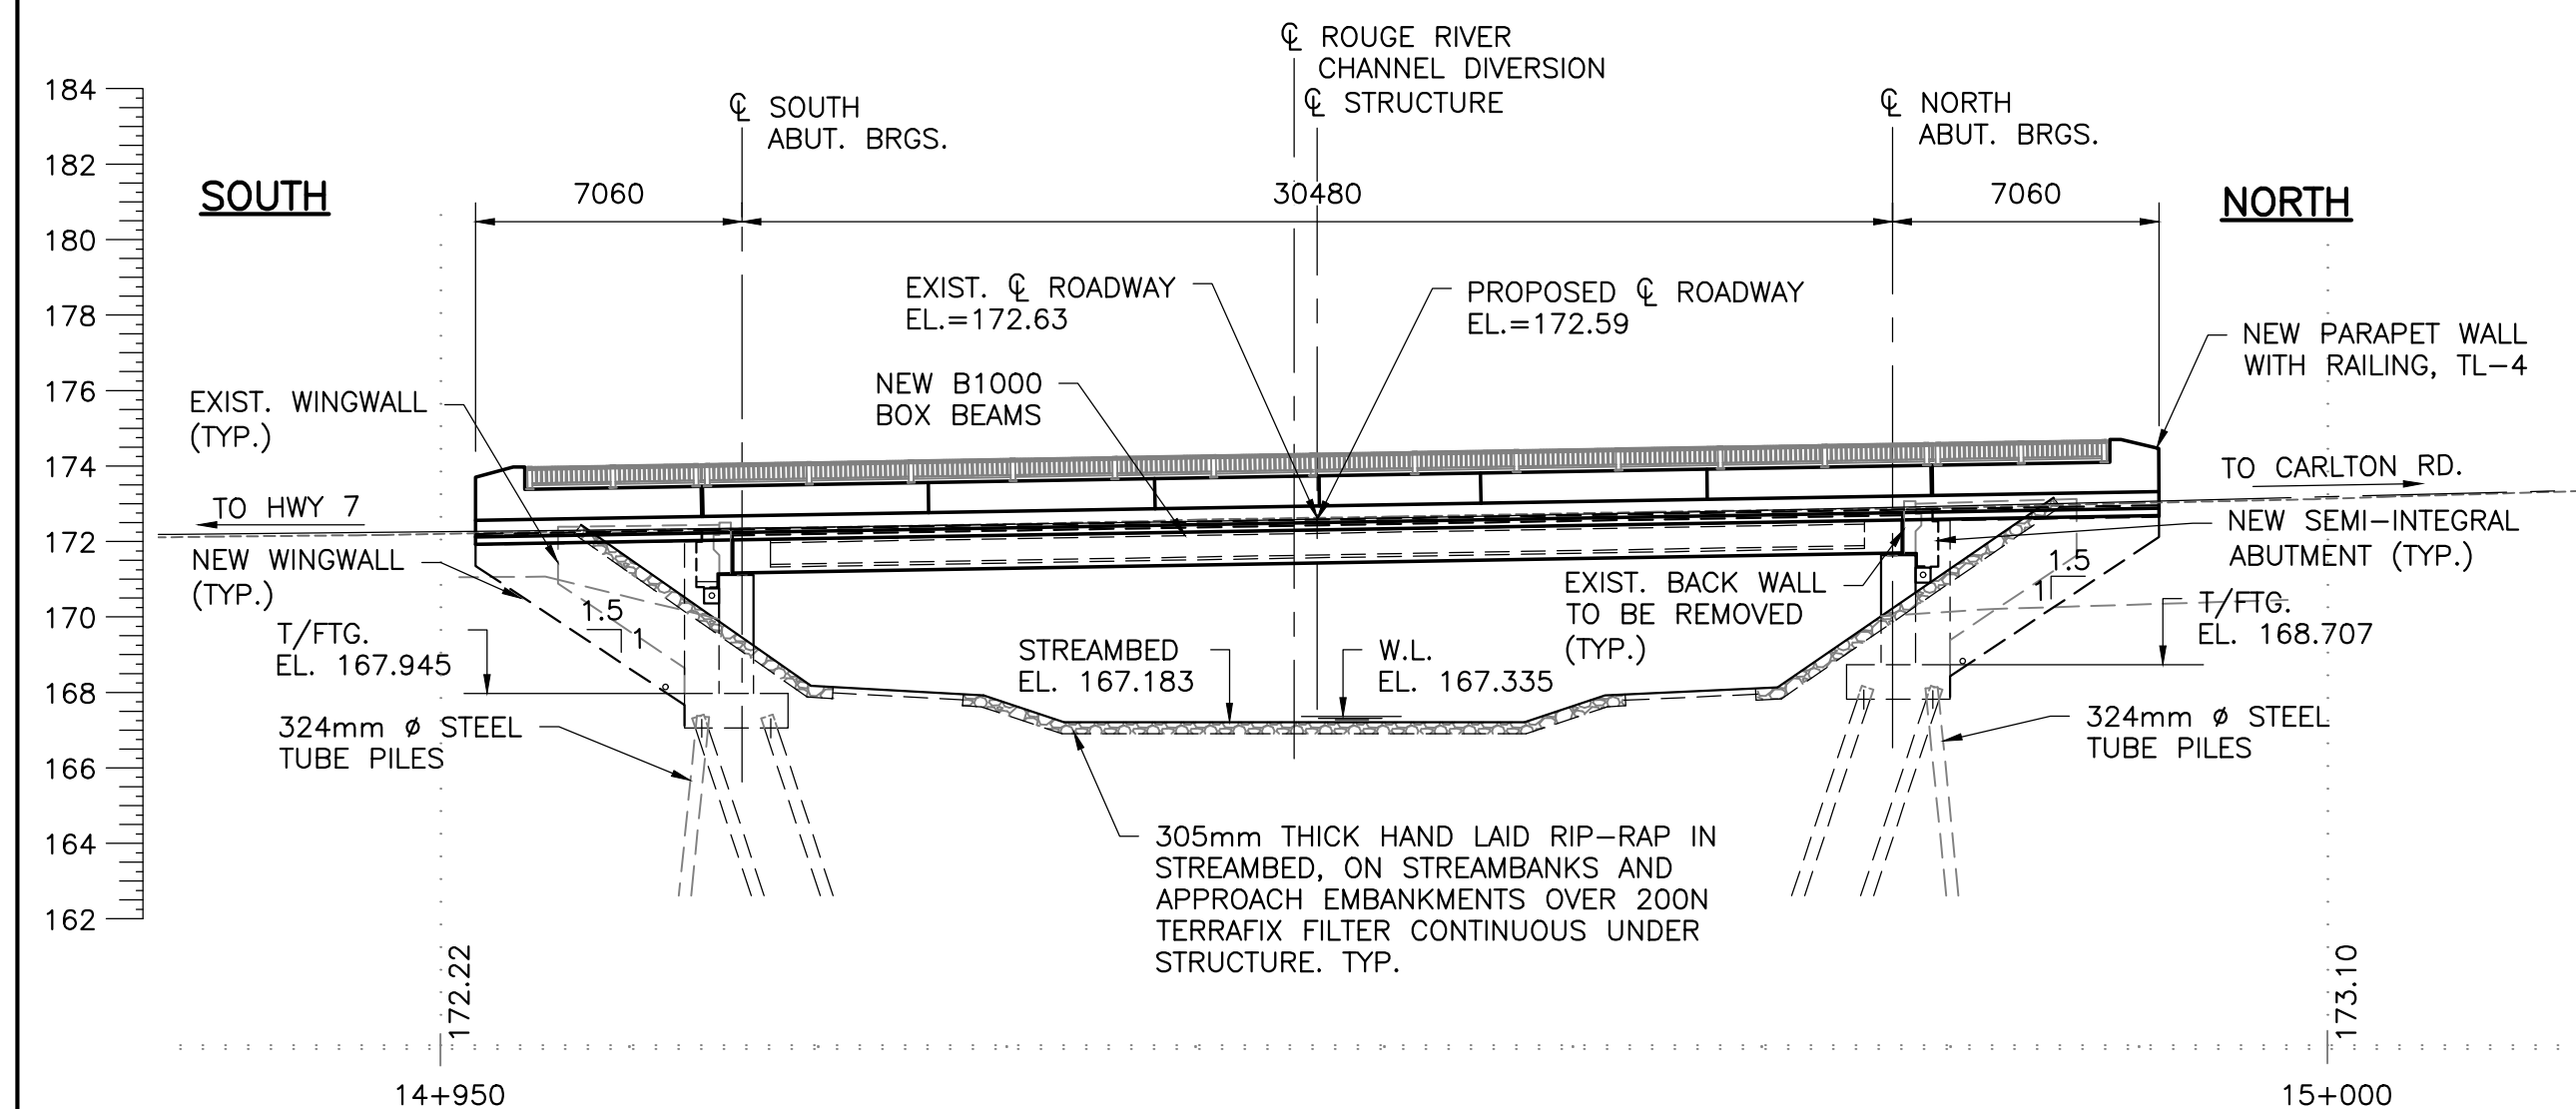 ℄ ROUGE RIVER
CHANNEL DIVERSION
℄ STRUCTURE
℄ SOUTH
ABUT. BRGS.
℄ NORTH
ABUT. BRGS.
184
182
180
178
176
174
172
170
168
166
164
162
SOUTH
7060
30480
7060
NORTH
EXIST. ℄ ROADWAY
EL.=172.63
PROPOSED ℄ ROADWAY
EL.=172.59
NEW PARAPET WALL
WITH RAILING, TL-4
NEW B1000
BOX BEAMS
EXIST. WINGWALL
(TYP.)
TO HWY 7
TO CARLTON RD.
NEW WINGWALL
(TYP.)
NEW SEMI-INTEGRAL
ABUTMENT (TYP.)
EXIST. BACK WALL
TO BE REMOVED
(TYP.)
1.5
1
1.5
1
T/FTG.
EL. 167.945
STREAMBED
EL. 167.183
W.L.
EL. 167.335
T/FTG.
EL. 168.707
324mm ø STEEL
TUBE PILES
324mm ø STEEL
TUBE PILES
305mm THICK HAND LAID RIP-RAP IN
STREAMBED, ON STREAMBANKS AND
APPROACH EMBANKMENTS OVER 200N
TERRAFIX FILTER CONTINUOUS UNDER
STRUCTURE. TYP.
172.22
173.10
14+950
15+000